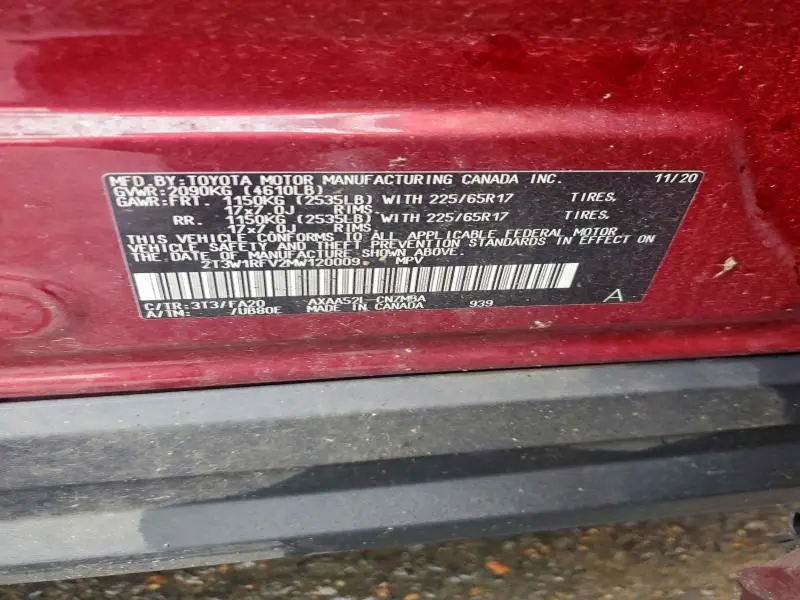 MFD BY:TOYOTA MOTOR MANUFACTURING CANADA INC. 11/20
GVWR:2090KG (4610LB)
GAWR:FRT. 1150KG (2535LB) WITH 225/65R17 TIRES,
17x7.0J RIMS
RR. 1150KG (2535LB) WITH 225/65R17 TIRES,
17x7.0J RIMS
THIS VEHICLE CONFORMS TO ALL APPLICABLE FEDERAL MOTOR
VEHICLE SAFETY AND THEFT PREVENTION STANDARDS IN EFFECT ON
THE DATE OF MANUFACTURE SHOWN ABOVE.
2T3W1RFV2MW120009 MPV
C/TR:3T3/FA20 AXAA52L-CNZMBA 939 A
A/TM: /UB80E MADE IN CANADA